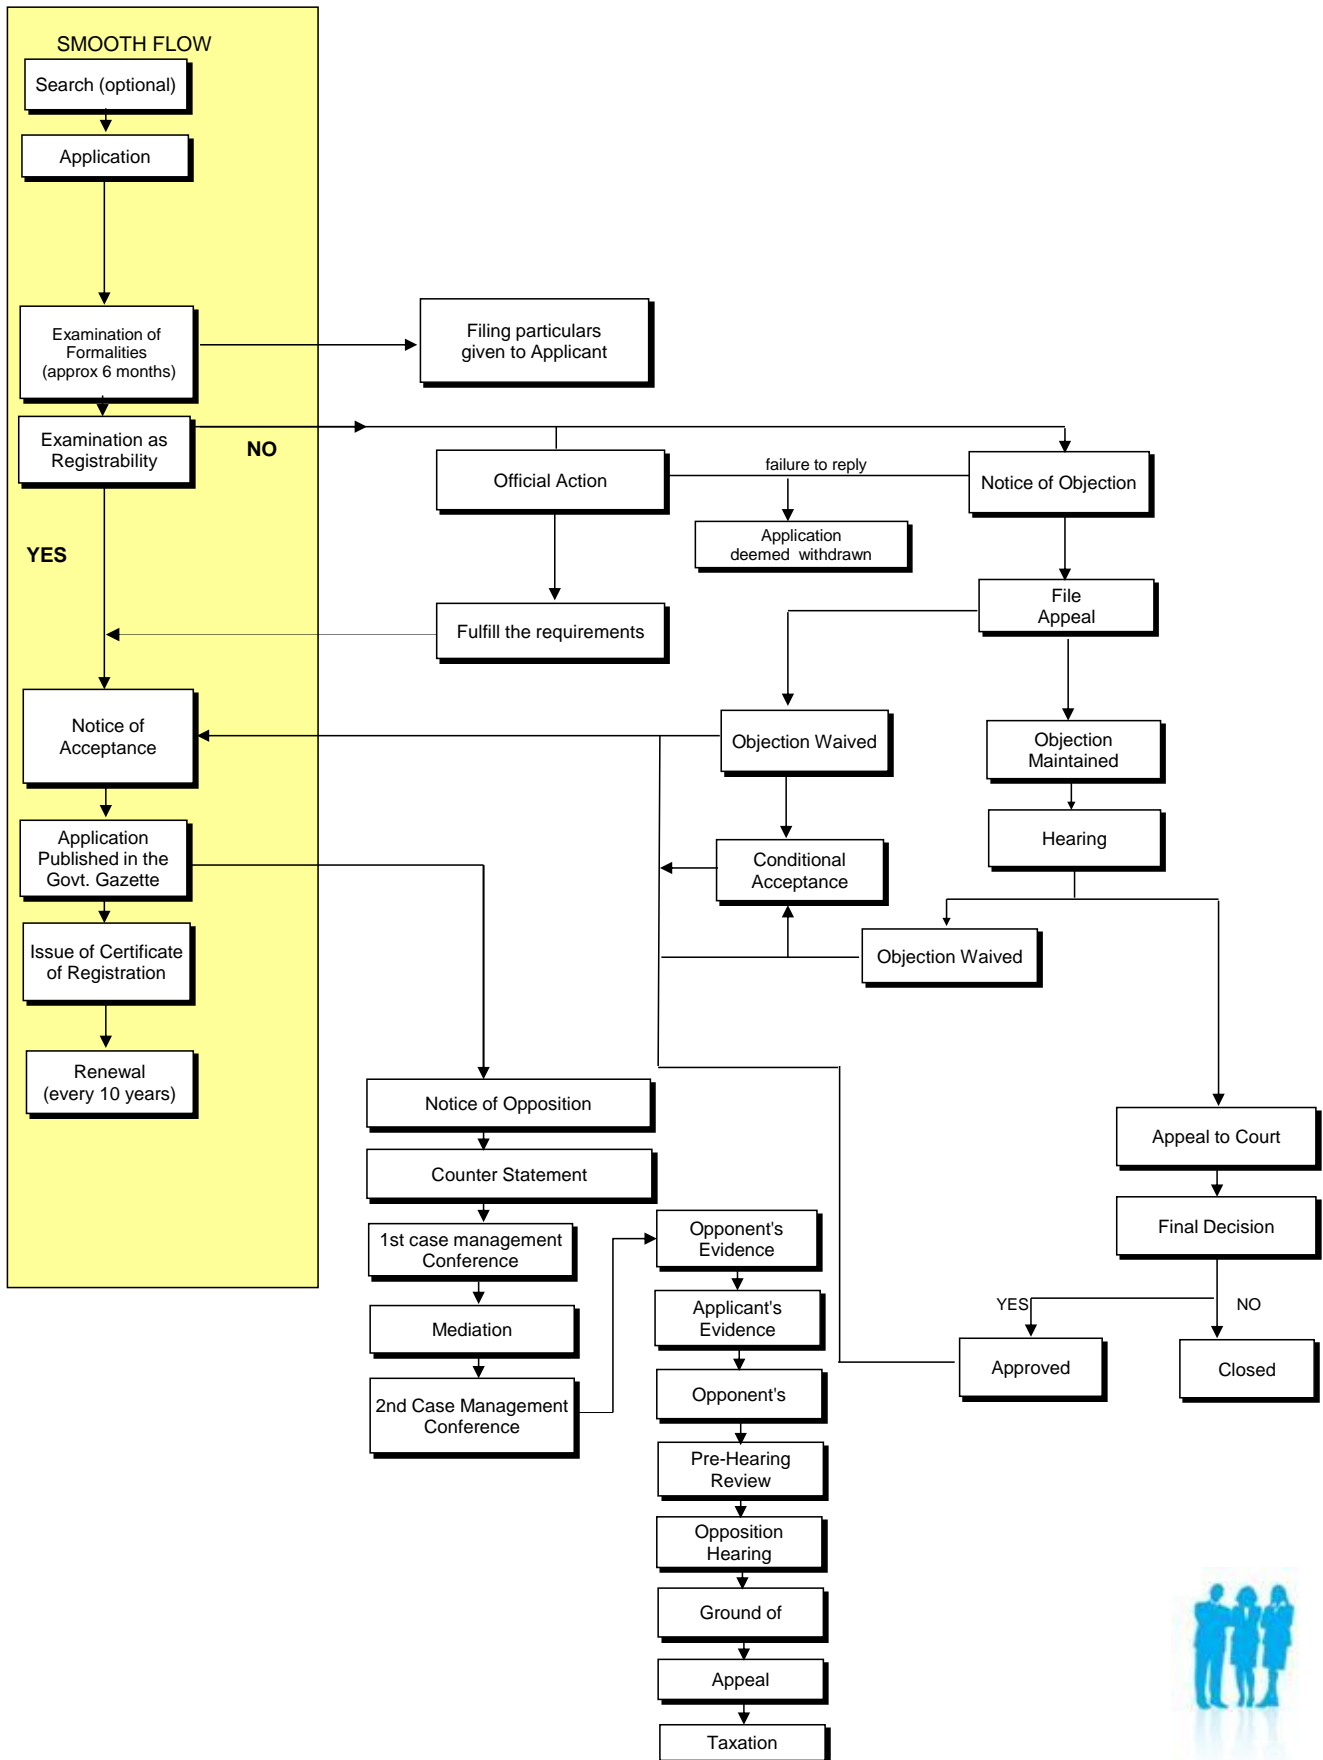 SMOOTH FLOW
Search (optional)
Application
Examination of
Formalities
(approx 6 months)
Filing particulars
given to Applicant
Examination as
Registrability
NO
Official Action
failure to reply
Notice of Objection
Application
deemed withdrawn
YES
File
Appeal
Fulfill the requirements
Notice of
Acceptance
Objection Waived
Objection
Maintained
Hearing
Application
Published in the
Govt. Gazette
Conditional
Acceptance
Issue of Certificate
of Registration
Objection Waived
Renewal
(every 10 years)
Notice of Opposition
Counter Statement
1st case management
Conference
Mediation
2nd Case Management
Conference
Opponent's
Evidence
Applicant's
Evidence
Opponent's
Pre-Hearing
Review
Opposition
Hearing
Ground of
Appeal
Taxation
Appeal to Court
Final Decision
YES
NO
Approved
Closed